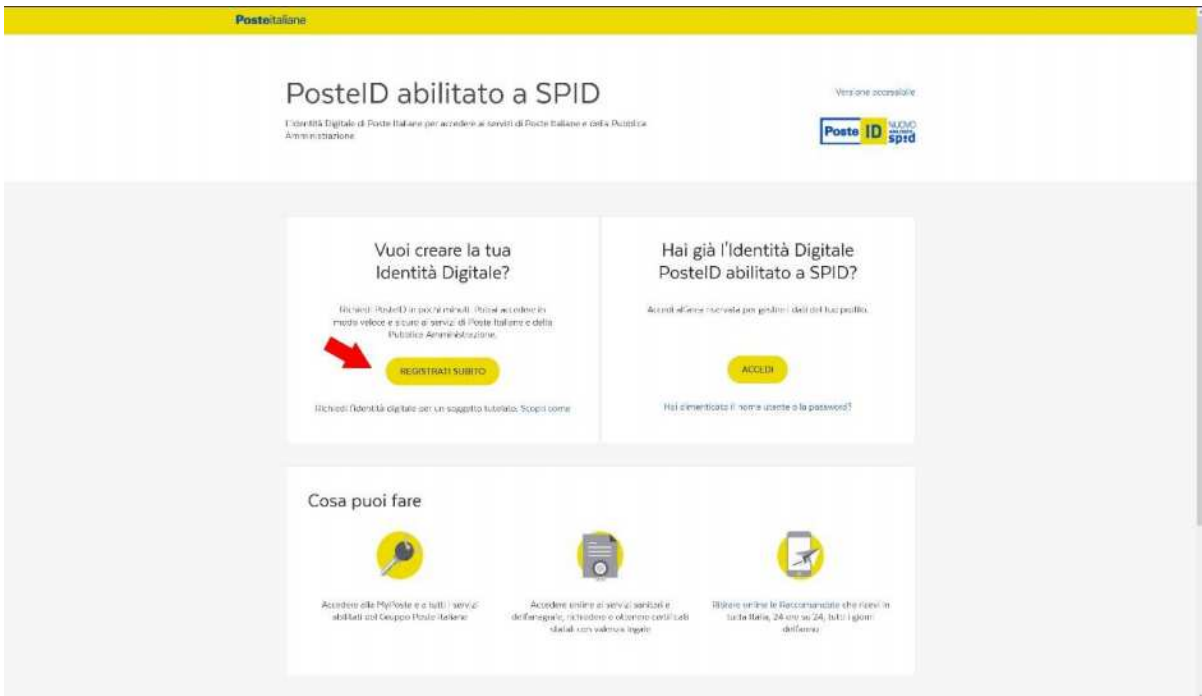 Posteitaliane
PosteID abilitato a SPID
Versione accessibile
L'Identità Digitale di Poste Italiane per accedere ai servizi di Poste Italiane e della Pubblica
Amministrazione
Poste ID NUOVO
spid
Vuoi creare la tua
Identità Digitale?
Richiedi PosteID in pochi minuti. Potrai accedere in
modo veloce e sicuro ai servizi di Poste Italiane e della
Pubblica Amministrazione.
REGISTRATI SUBITO
Richiedi l'identità digitale per un soggetto tutelato. Scopri come
Hai già l'Identità Digitale
PosteID abilitato a SPID?
Accedi all'area riservata per gestire i dati del tuo profilo.
ACCEDI
Hai dimenticato il nome utente o la password?
Cosa puoi fare
Accedere alla MyPoste e a tutti i servizi
abilitati del Gruppo Poste Italiane
Accedere online ai servizi sanitari e
dell'anagrafe, richiedere e ottenere certificati
statali con valenza legale
Ritirare online le Raccomandate che ricevi in
tutta Italia, 24 ore su 24, tutti i giorni
dell'anno